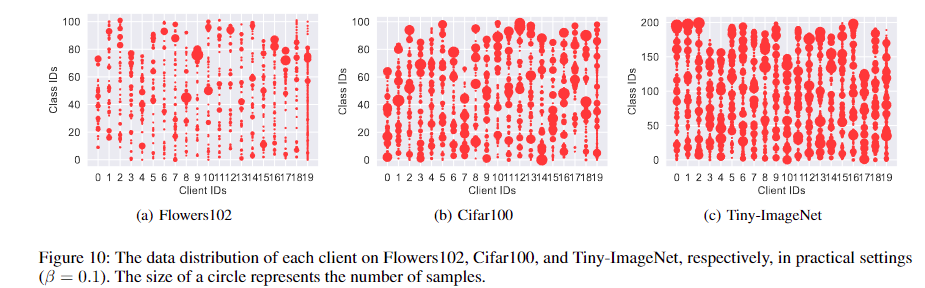 100
80
60
40
20
0
Class IDs
0 1 2 3 4 5 6 7 8 9 10111213141516171819
Client IDs
(a) Flowers102
100
80
60
40
20
0
Class IDs
0 1 2 3 4 5 6 7 8 9 10111213141516171819
Client IDs
(b) Cifar100
200
150
100
50
0
Class IDs
0 1 2 3 4 5 6 7 8 9 10111213141516171819
Client IDs
(c) Tiny-ImageNet
Figure 10: The data distribution of each client on Flowers102, Cifar100, and Tiny-ImageNet, respectively, in practical settings
(β = 0.1). The size of a circle represents the number of samples.